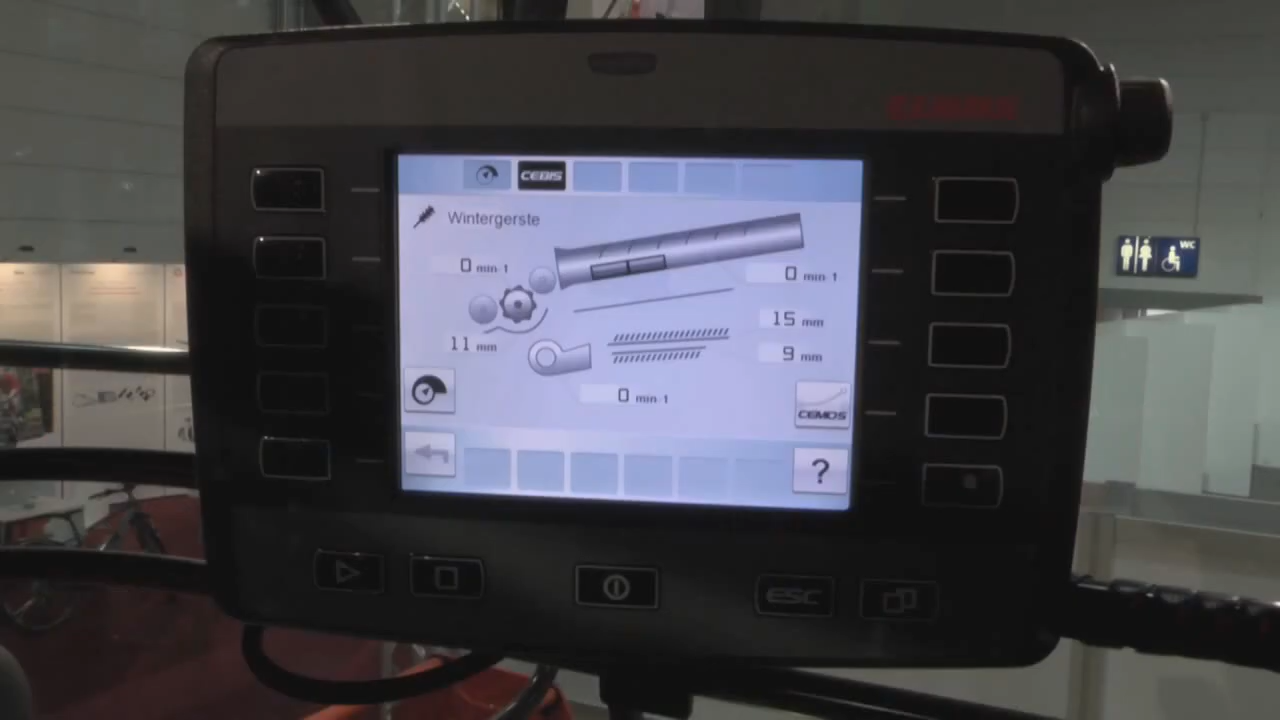 CEBIS
Wintergerste
0 min-1
0 min-1
15 mm
11 mm
9 mm
0 min-1
CEMOS
?
ESC
WC